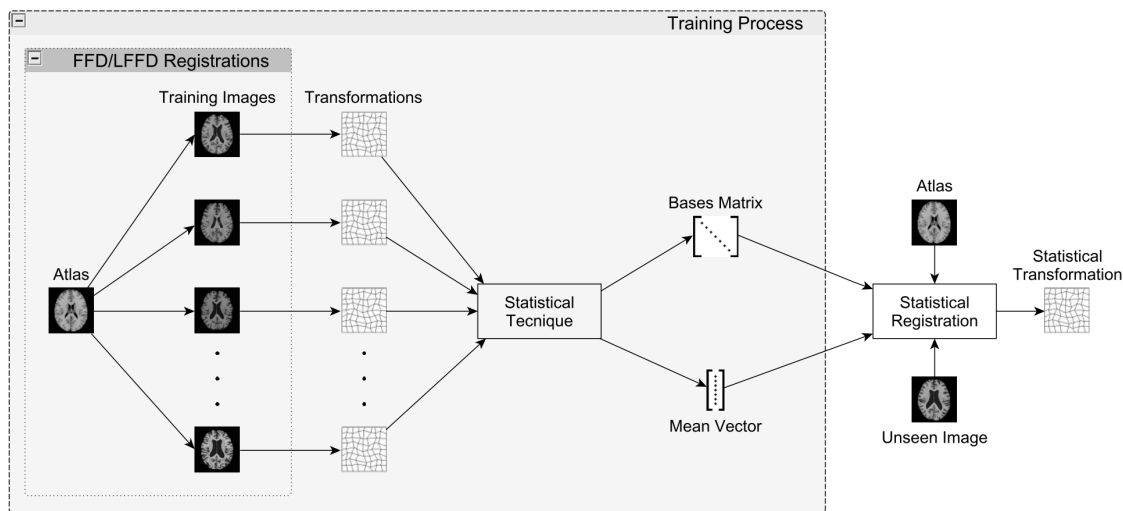 Training Process
FFD/LFFD Registrations
Training Images
Transformations
Atlas
Statistical
Tecnique
Bases Matrix
Mean Vector
Atlas
Statistical
Registration
Unseen Image
Statistical
Transformation